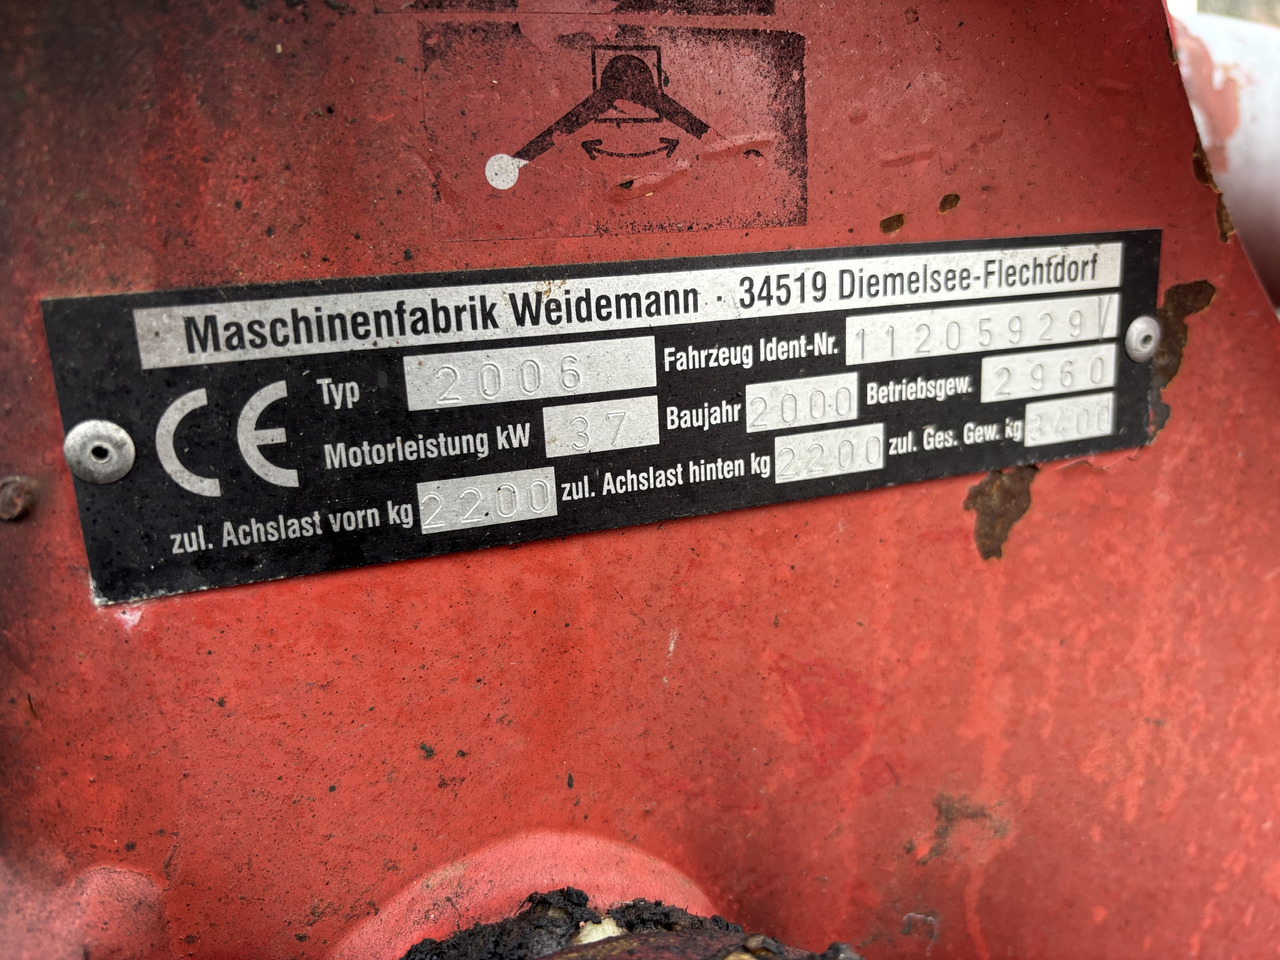 Maschinenfabrik Weidemann · 34519 Diemelsee-Flechtdorf
CE Typ 2006 Fahrzeug Ident-Nr. 11205929V
Motorleistung kW 37 Baujahr 2000 Betriebsgew. 2960
zul. Achslast vorn kg 2200 zul. Achslast hinten kg 2200 zul. Ges. Gew. kg 3400